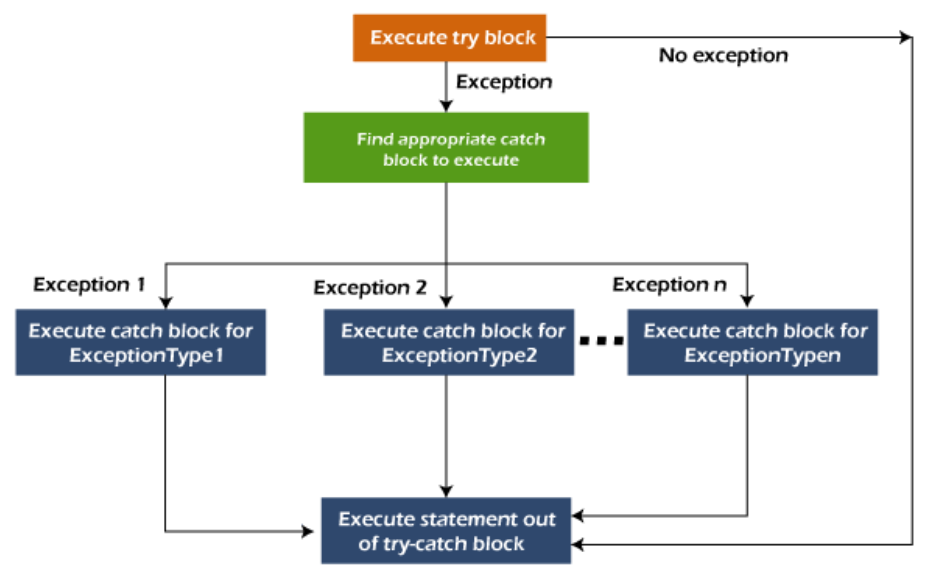 Execute try block
No exception
Exception
Find appropriate catch
block to execute
Exception 1
Exception 2
Exception n
Execute catch block for
ExceptionType1
Execute catch block for
ExceptionType2
Execute catch block for
ExceptionTypen
Execute statement out
of try-catch block